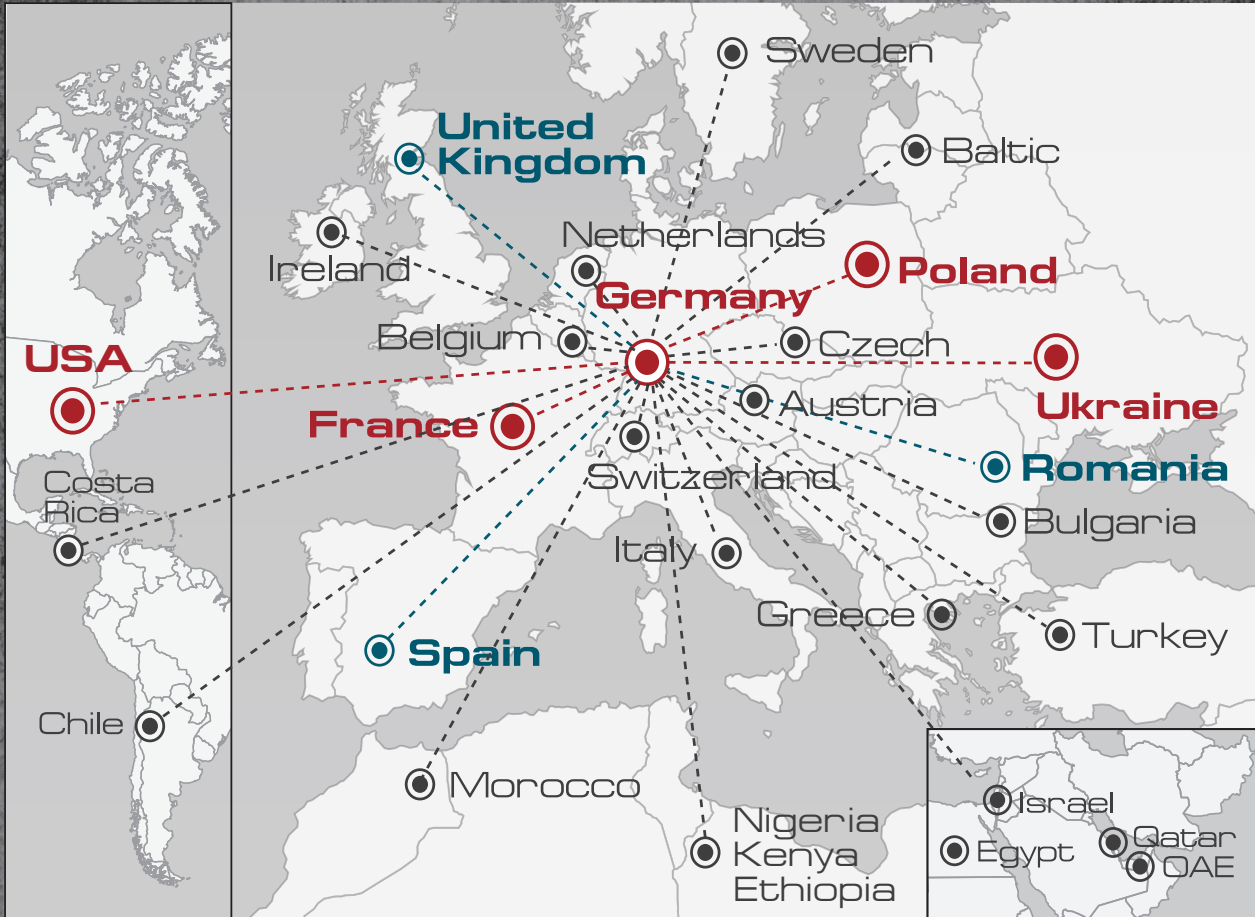 Sweden
United
Kingdom
Baltic
Netherlands
Ireland
Poland
Germany
Belgium
Czech
USA
Austria
Ukraine
France
Switzerland
Romania
Costa
Rica
Bulgaria
Italy
Greece
Turkey
Spain
Chile
Morocco
Nigeria
Kenya
Ethiopia
Israel
Qatar
Egypt
OAE